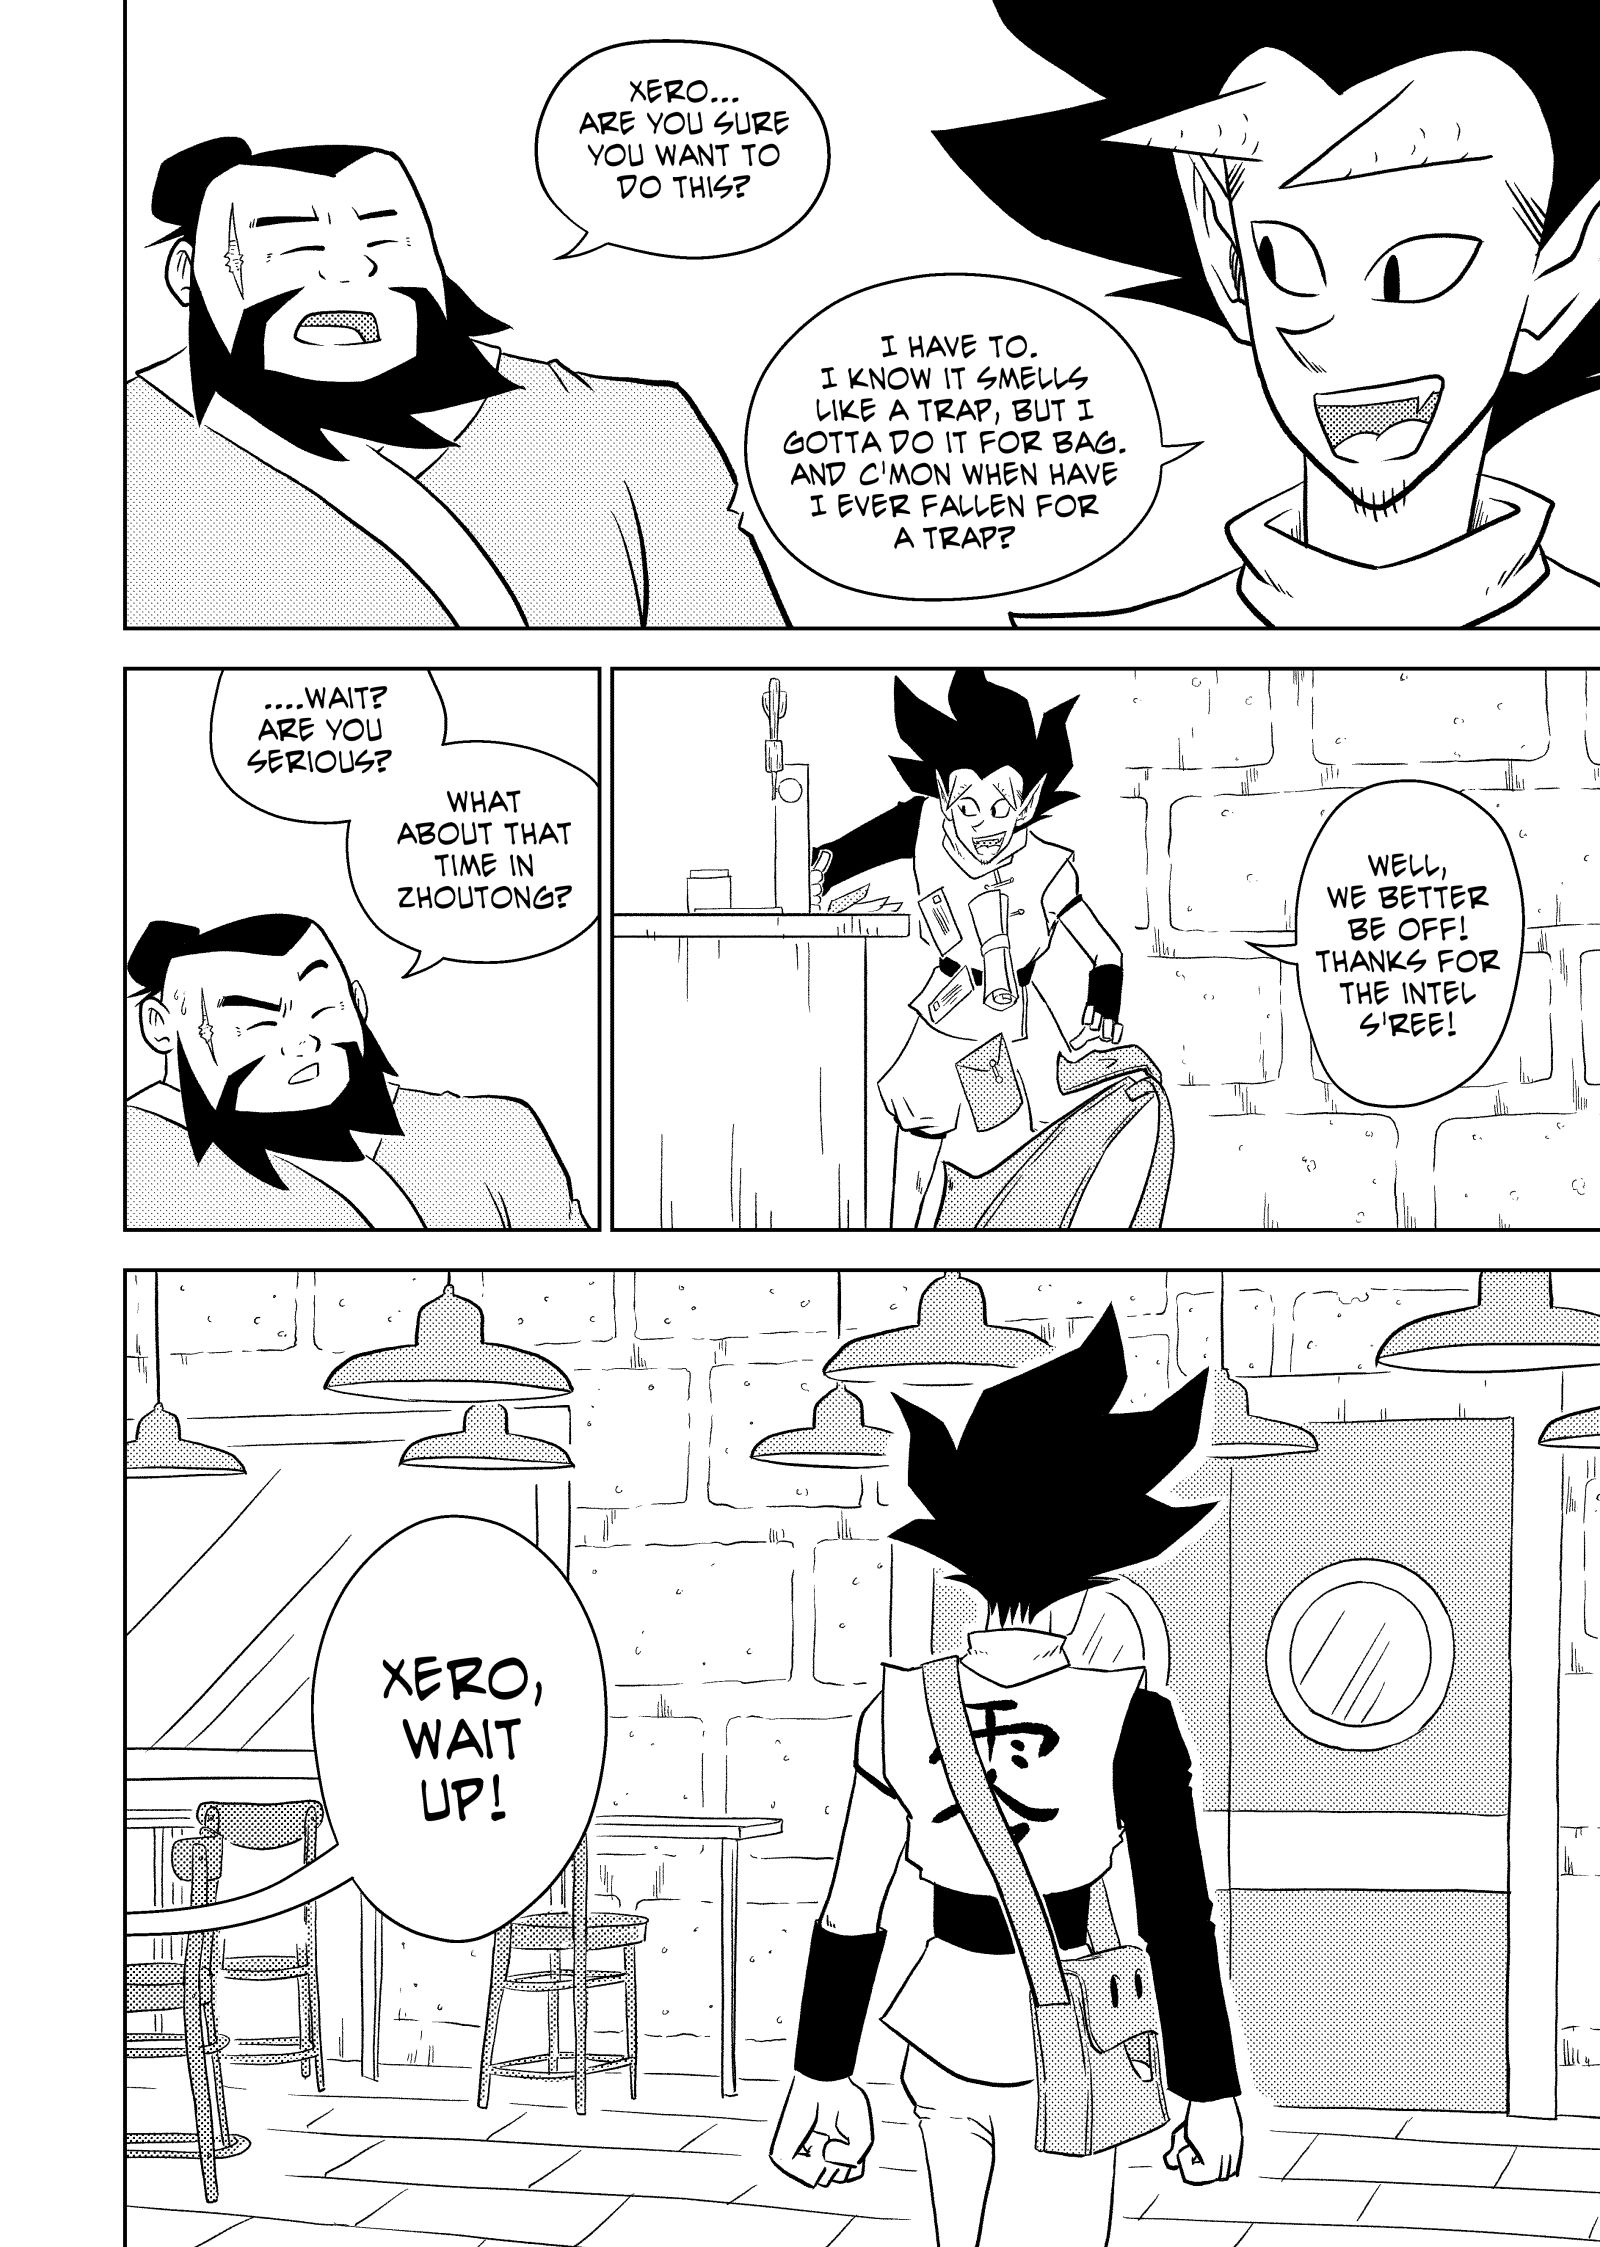 XERO...
ARE YOU SURE
YOU WANT TO
DO THIS?
I HAVE TO.
I KNOW IT SMELLS
LIKE A TRAP, BUT I
GOTTA DO IT FOR BAG.
AND C'MON WHEN HAVE
I EVER FALLEN FOR
A TRAP?
....WAIT?
ARE YOU
SERIOUS?
WHAT
ABOUT THAT
TIME IN
ZHOUTONG?
WELL,
WE BETTER
BE OFF!
THANKS FOR
THE INTEL
S'REE!
XERO,
WAIT
UP!